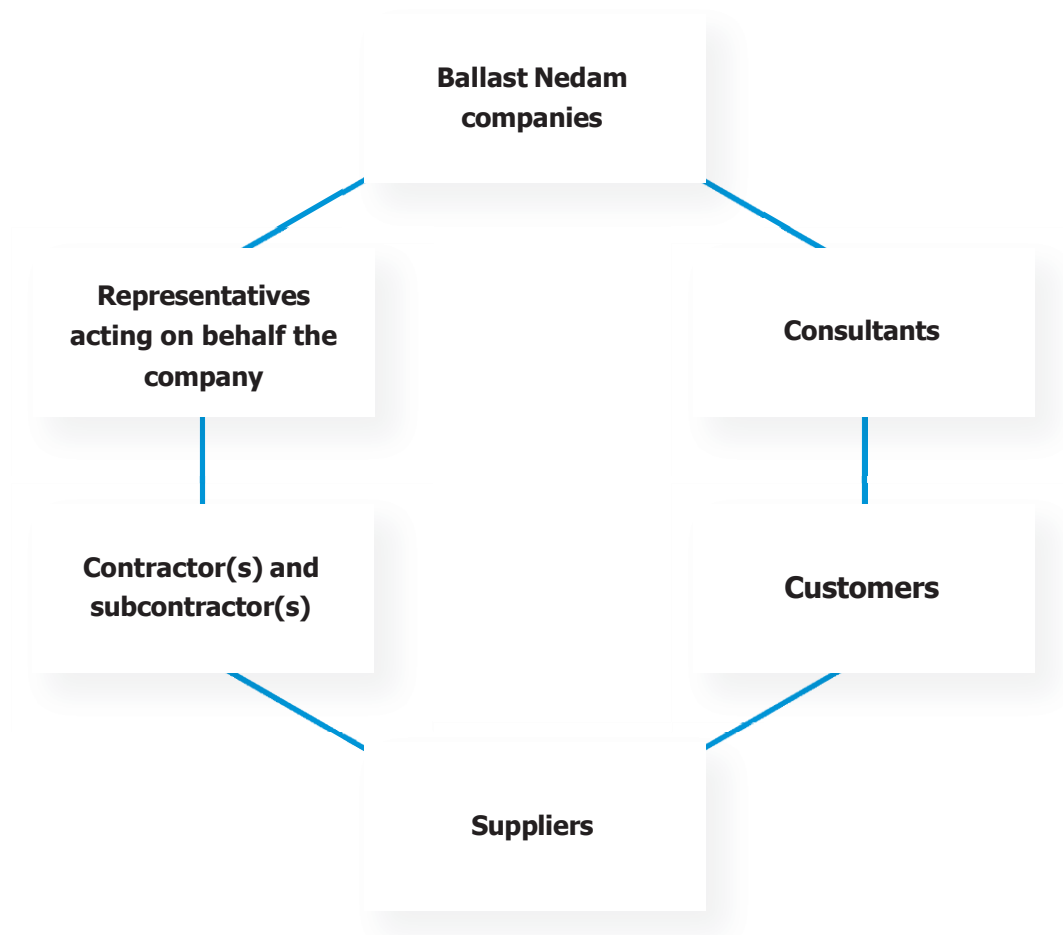 Ballast Nedam
companies
Representatives
acting on behalf the
company
Consultants
Contractor(s) and
subcontractor(s)
Customers
Suppliers